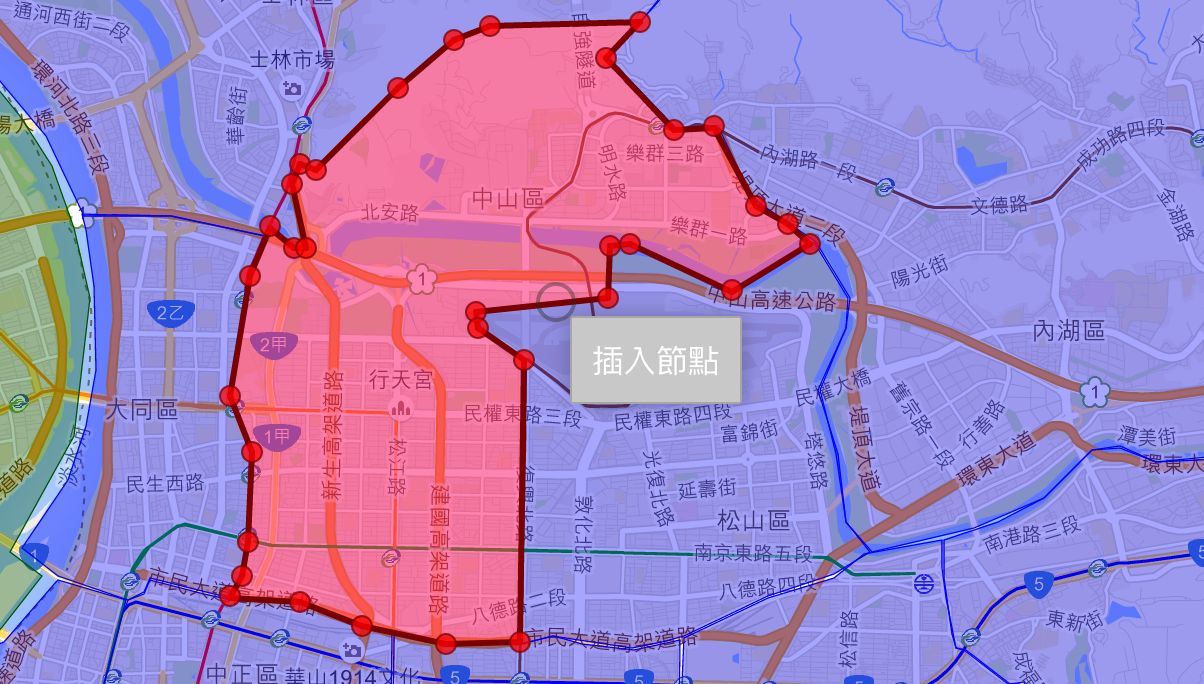 通河西街二段
士林區
士林市場
自強隧道
環河北路三段
華齡街
陽大橋
內湖路一段
成功路四段
樂群三路
明水路
中山區
北安路
文德路
金湖路
堤頂大道二段
樂群一路
陽光街
1
中山高速公路
2乙
內湖區
2甲
插入節點
行天宮
民權大橋
1
大同區
民權東路三段
民權東路四段
舊宗路一段
行善路
新生高架道路
1甲
松江路
富錦街
塔悠路
堤頂大道
潭美街
環東大道
淡水河
民生西路
復興北路
光復北路
延壽街
建國高架道路
敦化北路
松山區
南港路三段
南京東路五段
1
5
市民大道高架道路
八德路二段
八德路四段
5
東新街
市民大道高架道路
松信路
中正區
華山1914文化
5
5
5
成福